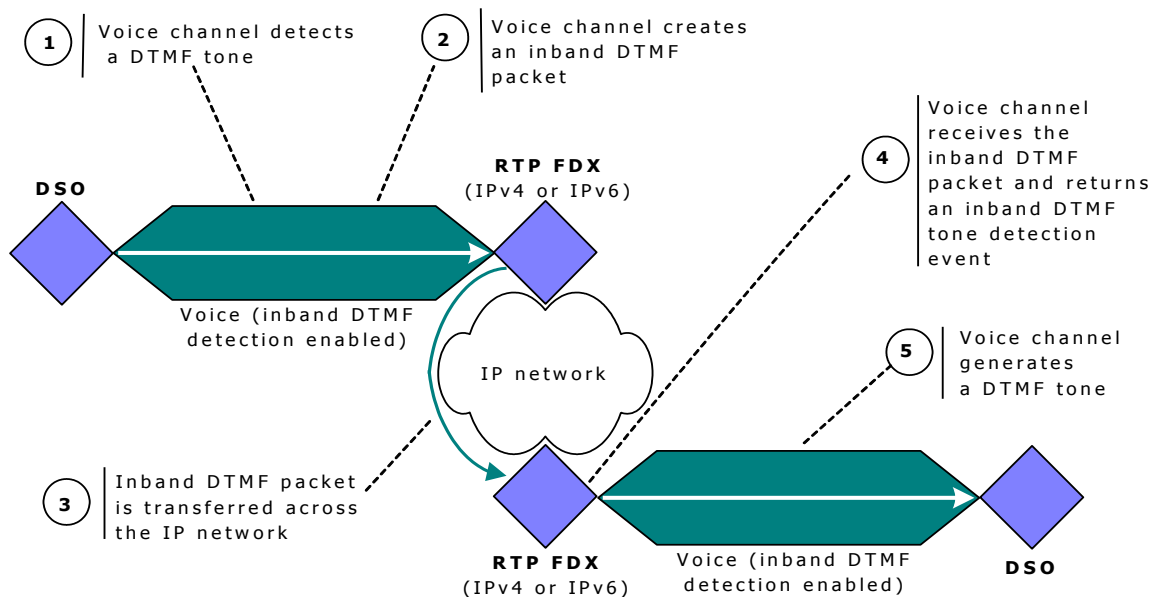 1
Voice channel detects
a DTMF tone
2
Voice channel creates
an inband DTMF
packet
DSO
RTP FDX
(IPv4 or IPv6)
4
Voice channel
receives the
inband DTMF
packet and returns
an inband DTMF
tone detection
event
Voice (inband DTMF
detection enabled)
IP network
5
Voice channel
generates
a DTMF tone
3
Inband DTMF packet
is transferred across
the IP network
RTP FDX
(IPv4 or IPv6)
Voice (inband DTMF
detection enabled)
DSO